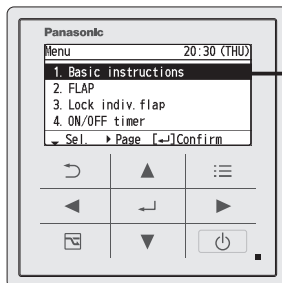 Panasonic
Menu 20:30 (THU)
1. Basic instructions
2. FLAP
3. Lock indiv. flap
4. ON/OFF timer
Sel. Page [↵]Confirm